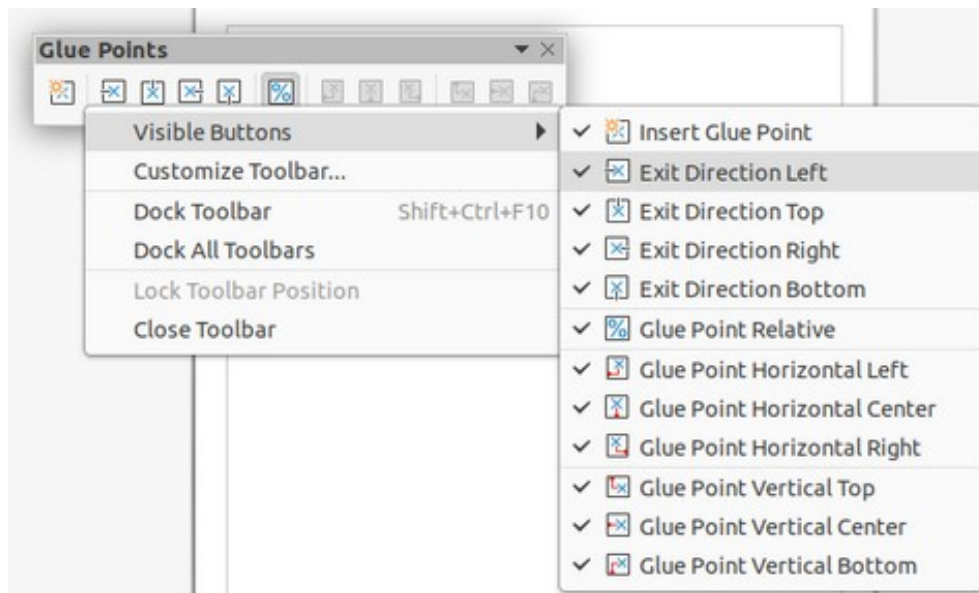 Glue Points
Visible Buttons
Customize Toolbar...
Dock Toolbar Shift+Ctrl+F10
Dock All Toolbars
Lock Toolbar Position
Close Toolbar
Insert Glue Point
Exit Direction Left
Exit Direction Top
Exit Direction Right
Exit Direction Bottom
Glue Point Relative
Glue Point Horizontal Left
Glue Point Horizontal Center
Glue Point Horizontal Right
Glue Point Vertical Top
Glue Point Vertical Center
Glue Point Vertical Bottom